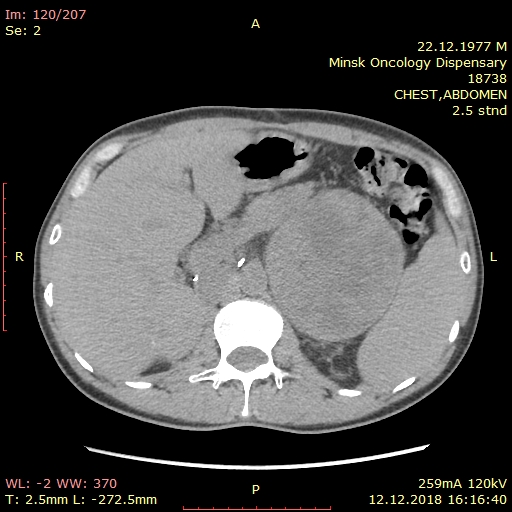 Im: 120/207
Se: 2
A
22.12.1977 M
Minsk Oncology Dispensary
18738
CHEST,ABDOMEN
2.5 stnd
R
L
WL: -2 WW: 370
T: 2.5mm L: -272.5mm
P
259mA 120kV
12.12.2018 16:16:40